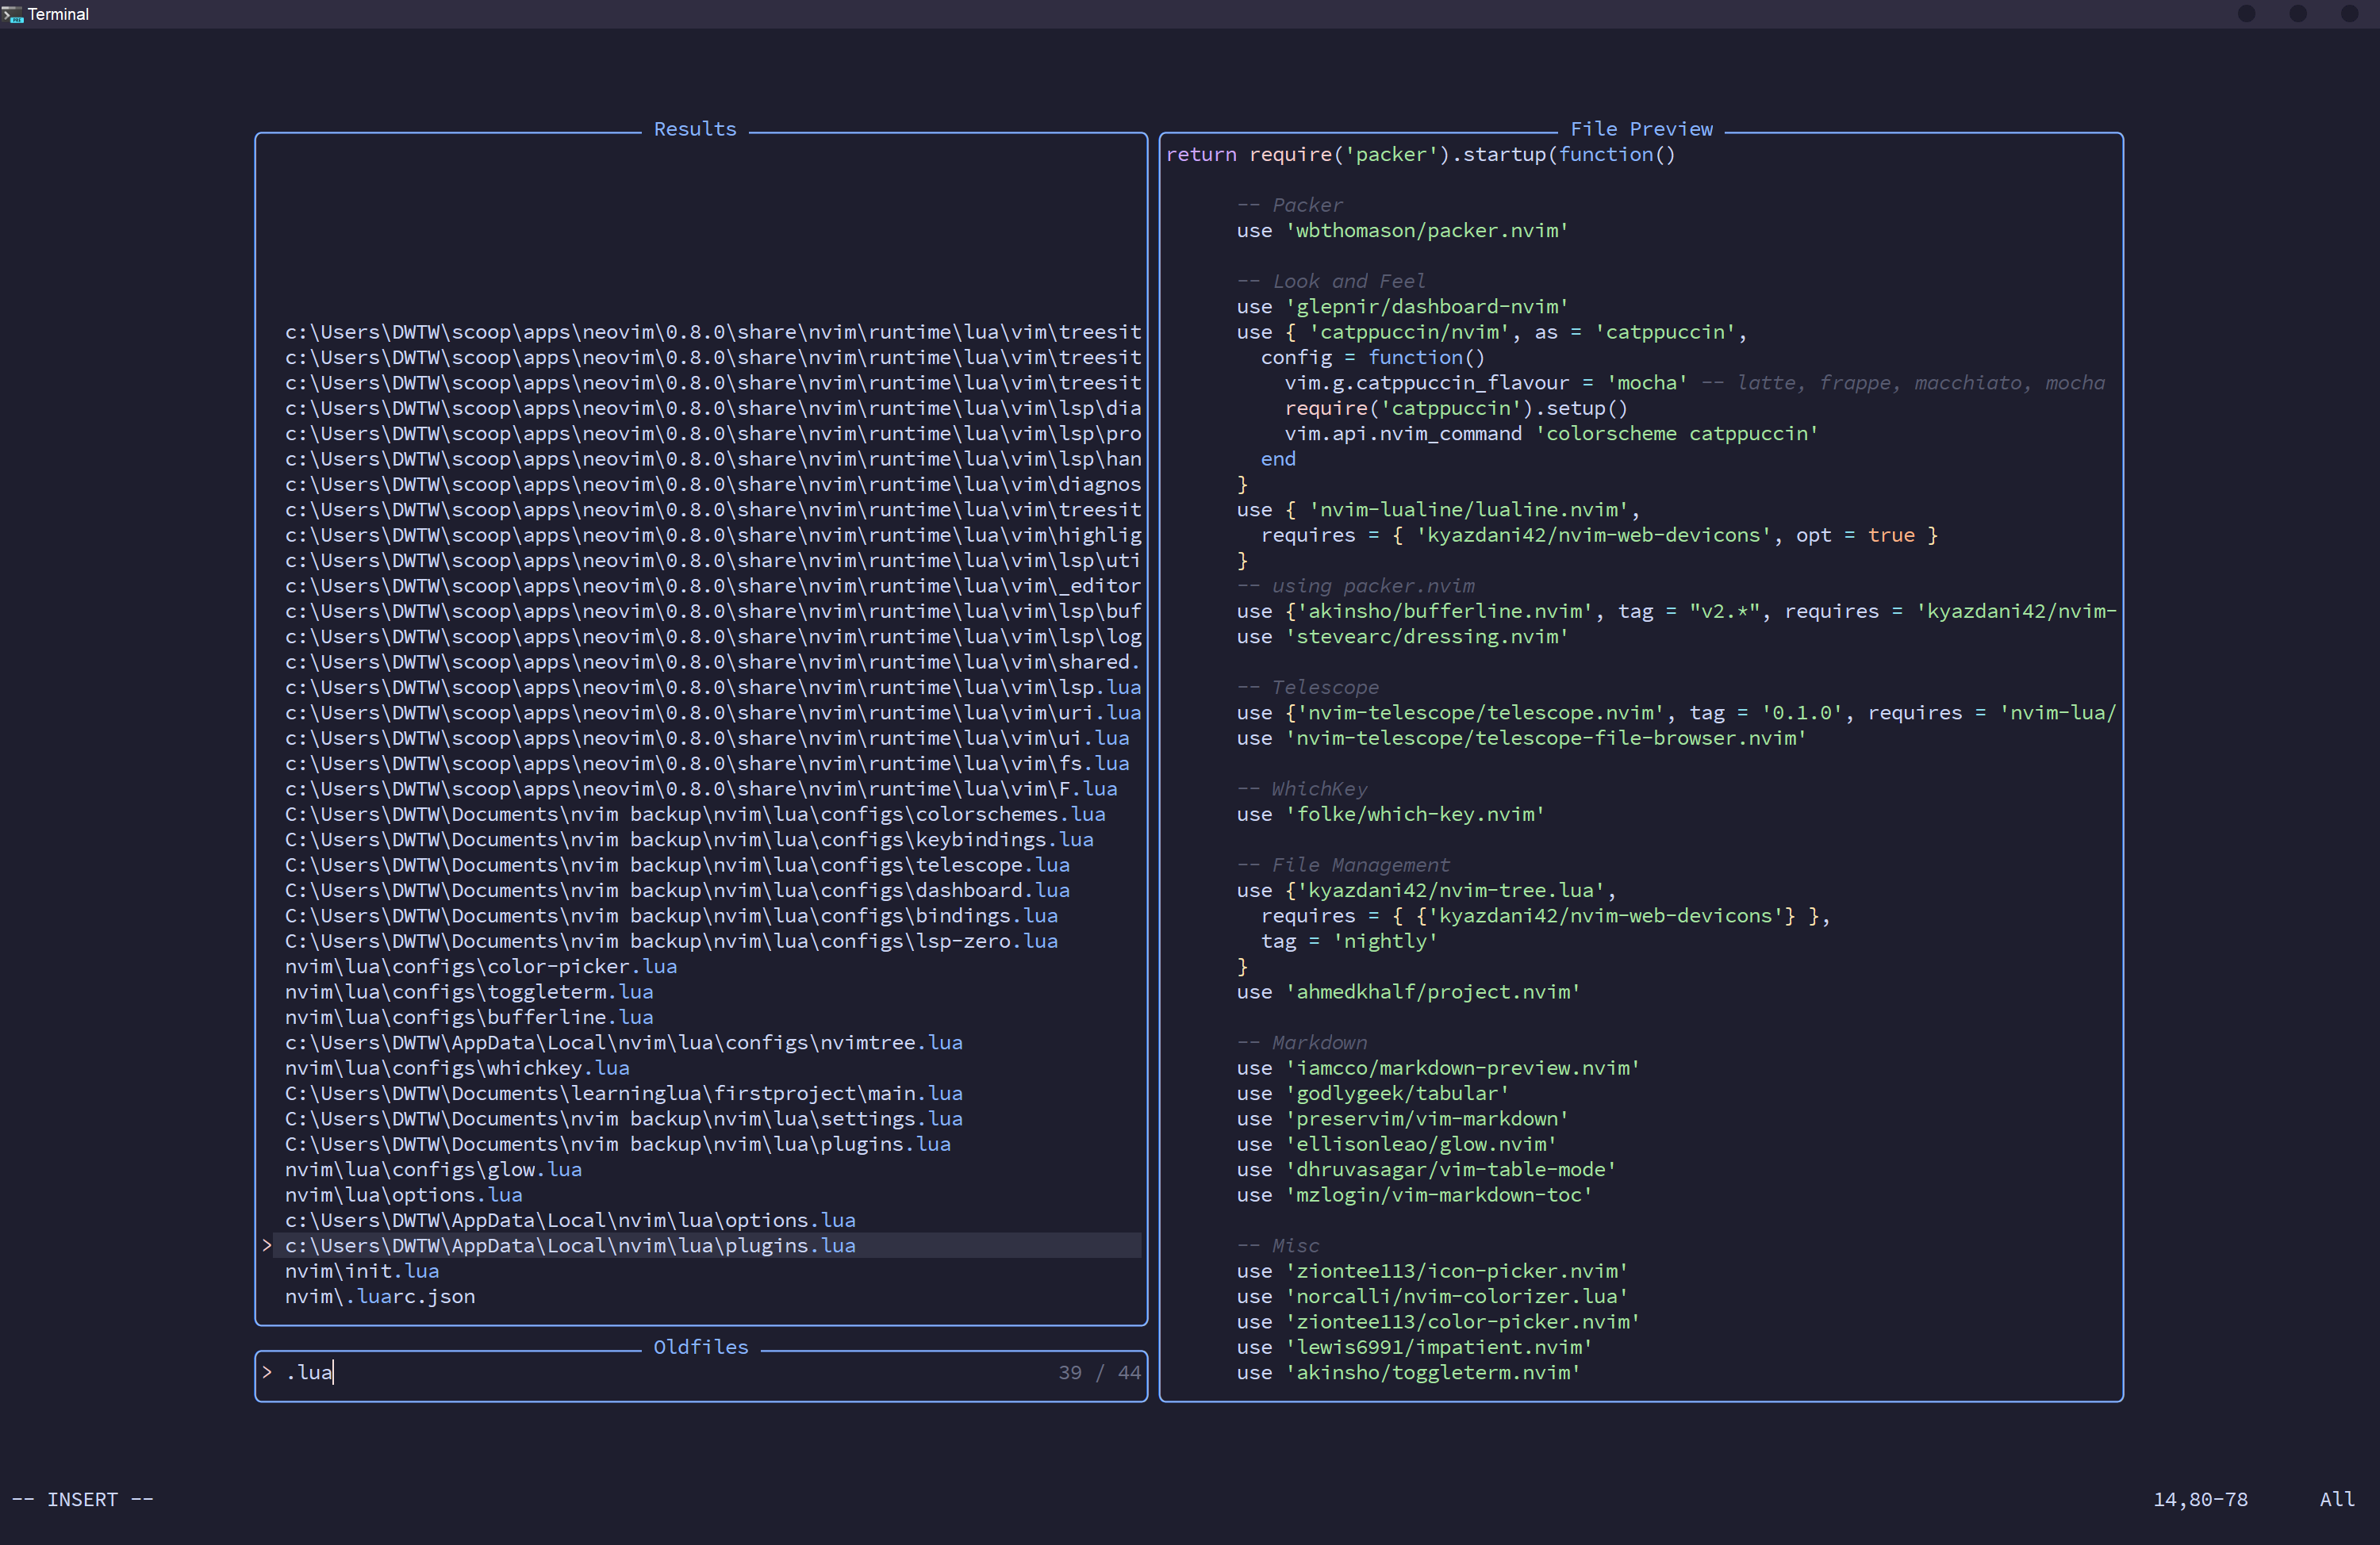 Terminal
Results
c:\Users\DWTW\scoop\apps\neovim\0.8.0\share\nvim\runtime\lua\vim\treesit
c:\Users\DWTW\scoop\apps\neovim\0.8.0\share\nvim\runtime\lua\vim\treesit
c:\Users\DWTW\scoop\apps\neovim\0.8.0\share\nvim\runtime\lua\vim\treesit
c:\Users\DWTW\scoop\apps\neovim\0.8.0\share\nvim\runtime\lua\vim\lsp\dia
c:\Users\DWTW\scoop\apps\neovim\0.8.0\share\nvim\runtime\lua\vim\lsp\pro
c:\Users\DWTW\scoop\apps\neovim\0.8.0\share\nvim\runtime\lua\vim\lsp\han
c:\Users\DWTW\scoop\apps\neovim\0.8.0\share\nvim\runtime\lua\vim\diagnos
c:\Users\DWTW\scoop\apps\neovim\0.8.0\share\nvim\runtime\lua\vim\treesit
c:\Users\DWTW\scoop\apps\neovim\0.8.0\share\nvim\runtime\lua\vim\highlig
c:\Users\DWTW\scoop\apps\neovim\0.8.0\share\nvim\runtime\lua\vim\lsp\uti
c:\Users\DWTW\scoop\apps\neovim\0.8.0\share\nvim\runtime\lua\vim\_editor
c:\Users\DWTW\scoop\apps\neovim\0.8.0\share\nvim\runtime\lua\vim\lsp\buf
c:\Users\DWTW\scoop\apps\neovim\0.8.0\share\nvim\runtime\lua\vim\lsp\log
c:\Users\DWTW\scoop\apps\neovim\0.8.0\share\nvim\runtime\lua\vim\shared.
c:\Users\DWTW\scoop\apps\neovim\0.8.0\share\nvim\runtime\lua\vim\lsp.lua
c:\Users\DWTW\scoop\apps\neovim\0.8.0\share\nvim\runtime\lua\vim\uri.lua
c:\Users\DWTW\scoop\apps\neovim\0.8.0\share\nvim\runtime\lua\vim\ui.lua
c:\Users\DWTW\scoop\apps\neovim\0.8.0\share\nvim\runtime\lua\vim\fs.lua
c:\Users\DWTW\scoop\apps\neovim\0.8.0\share\nvim\runtime\lua\vim\F.lua
C:\Users\DWTW\Documents\nvim backup\nvim\lua\configs\colorschemes.lua
C:\Users\DWTW\Documents\nvim backup\nvim\lua\configs\keybindings.lua
C:\Users\DWTW\Documents\nvim backup\nvim\lua\configs\telescope.lua
C:\Users\DWTW\Documents\nvim backup\nvim\lua\configs\dashboard.lua
C:\Users\DWTW\Documents\nvim backup\nvim\lua\configs\bindings.lua
C:\Users\DWTW\Documents\nvim backup\nvim\lua\configs\lsp-zero.lua
nvim\lua\configs\color-picker.lua
nvim\lua\configs\toggleterm.lua
nvim\lua\configs\bufferline.lua
c:\Users\DWTW\AppData\Local\nvim\lua\configs\nvimtree.lua
nvim\lua\configs\whichkey.lua
C:\Users\DWTW\Documents\learninglua\firstproject\main.lua
C:\Users\DWTW\Documents\nvim backup\nvim\lua\settings.lua
C:\Users\DWTW\Documents\nvim backup\nvim\lua\plugins.lua
nvim\lua\configs\glow.lua
nvim\lua\options.lua
c:\Users\DWTW\AppData\Local\nvim\lua\options.lua
> c:\Users\DWTW\AppData\Local\nvim\lua\plugins.lua
nvim\init.lua
nvim\.luarc.json
Oldfiles
> .lua 39 / 44
File Preview
return require('packer').startup(function()
-- Packer
use 'wbthomason/packer.nvim'
-- Look and Feel
use 'glepnir/dashboard-nvim'
use { 'catppuccin/nvim', as = 'catppuccin',
config = function()
vim.g.catppuccin_flavour = 'mocha' -- latte, frappe, macchiato, mocha
require('catppuccin').setup()
vim.api.nvim_command 'colorscheme catppuccin'
end
}
use { 'nvim-lualine/lualine.nvim',
requires = { 'kyazdani42/nvim-web-devicons', opt = true }
}
-- using packer.nvim
use {'akinsho/bufferline.nvim', tag = "v2.*", requires = 'kyazdani42/nvim-
use 'stevearc/dressing.nvim'
-- Telescope
use {'nvim-telescope/telescope.nvim', tag = '0.1.0', requires = 'nvim-lua/
use 'nvim-telescope/telescope-file-browser.nvim'
-- WhichKey
use 'folke/which-key.nvim'
-- File Management
use {'kyazdani42/nvim-tree.lua',
requires = { {'kyazdani42/nvim-web-devicons'} },
tag = 'nightly'
}
use 'ahmedkhalf/project.nvim'
-- Markdown
use 'iamcco/markdown-preview.nvim'
use 'godlygeek/tabular'
use 'preservim/vim-markdown'
use 'ellisonleao/glow.nvim'
use 'dhruvasagar/vim-table-mode'
use 'mzlogin/vim-markdown-toc'
-- Misc
use 'ziontee113/icon-picker.nvim'
use 'norcalli/nvim-colorizer.lua'
use 'ziontee113/color-picker.nvim'
use 'lewis6991/impatient.nvim'
use 'akinsho/toggleterm.nvim'
-- INSERT -- 14,80-78 All